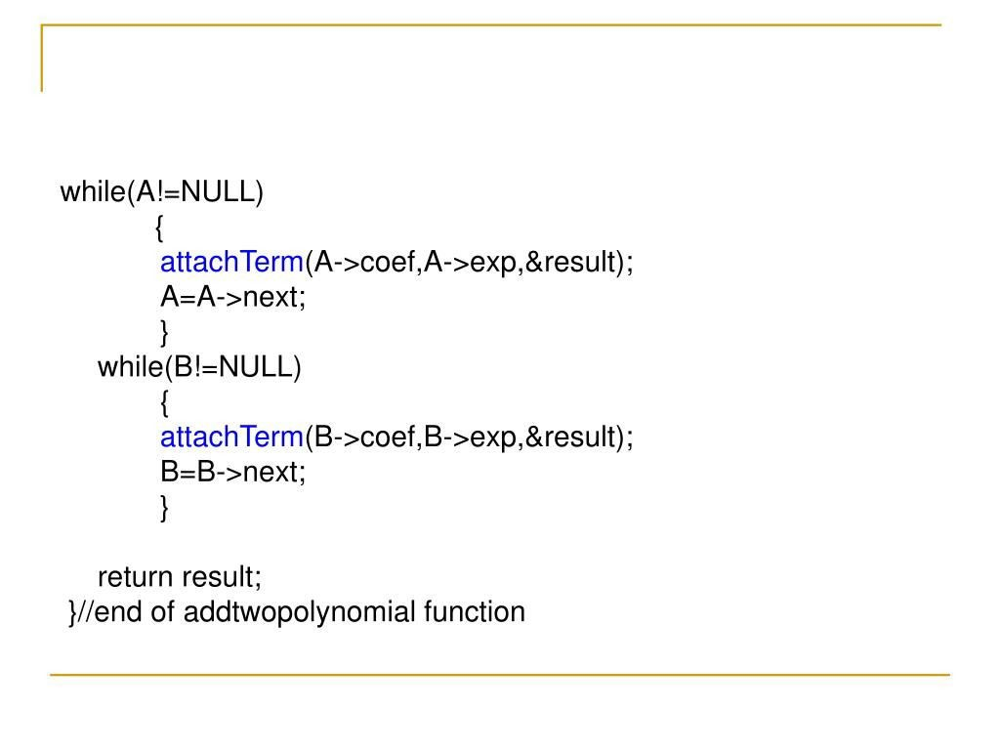 while(A!=NULL)
{
attachTerm(A->coef,A->exp,&result);
A=A->next;
}
while(B!=NULL)
{
attachTerm(B->coef,B->exp,&result);
B=B->next;
}
return result;
}//end of addtwopolynomial function